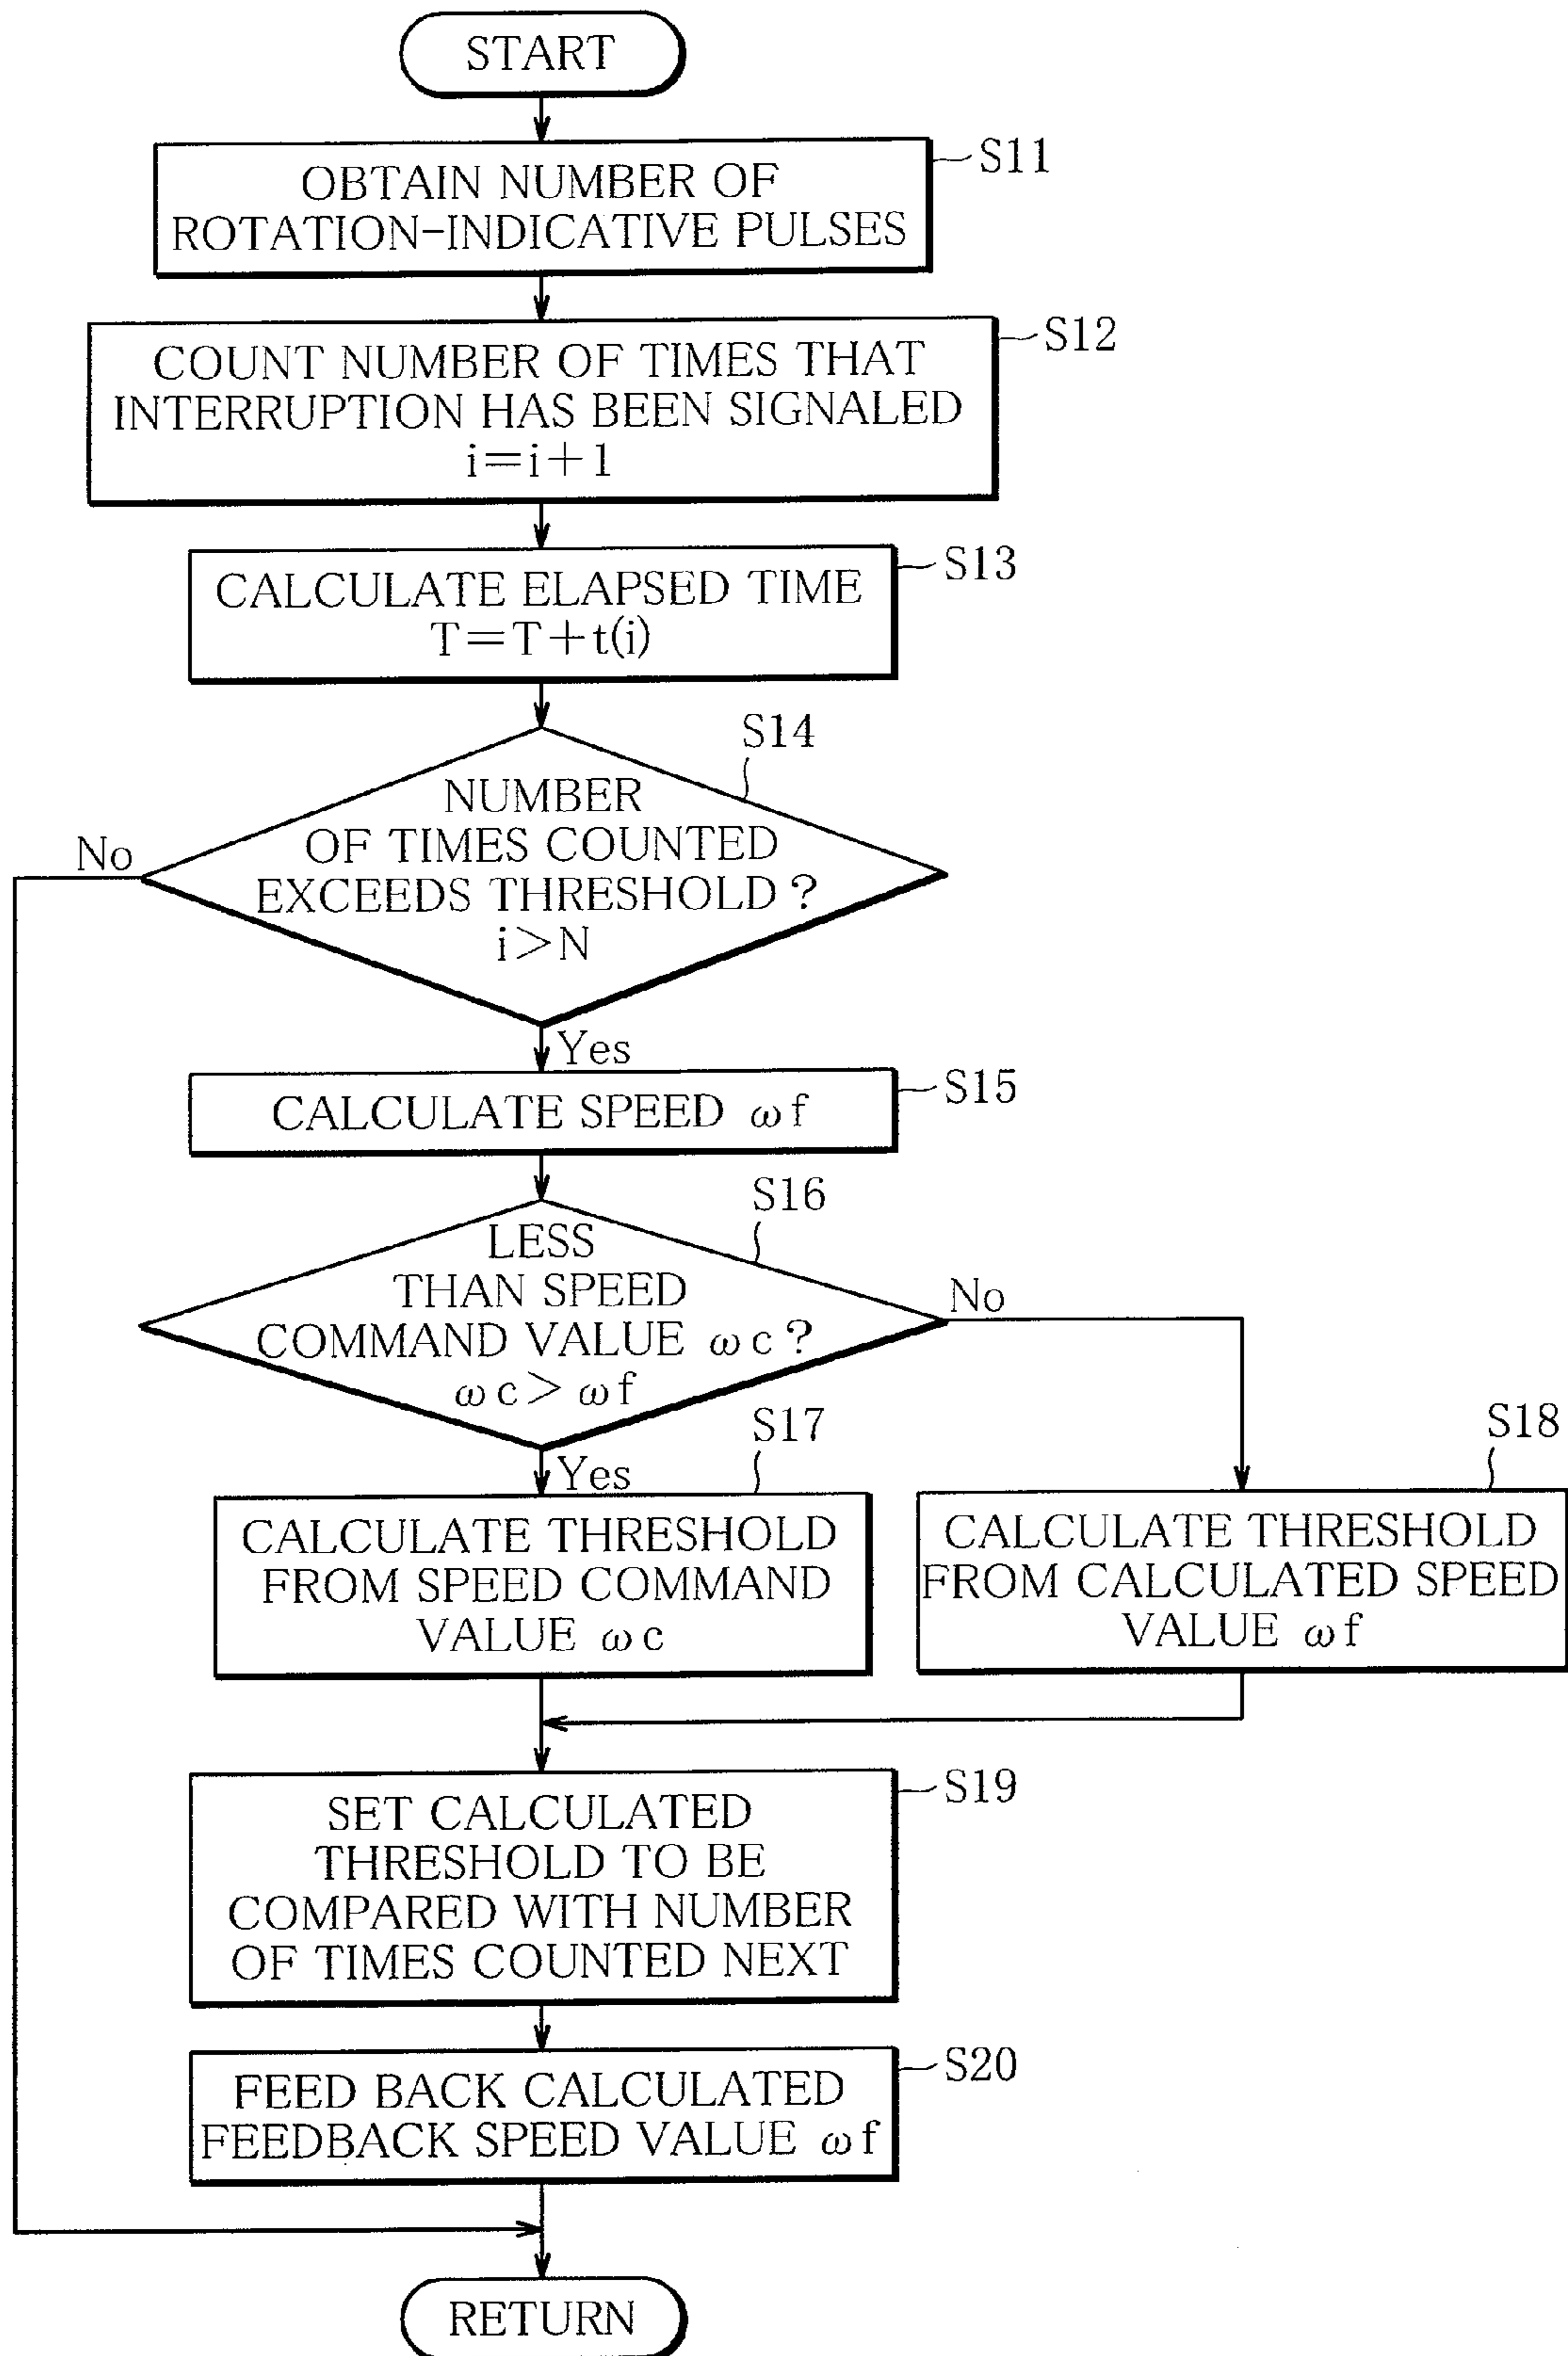 START
S11
OBTAIN NUMBER OF
ROTATION-INDICATIVE PULSES
S12
COUNT NUMBER OF TIMES THAT
INTERRUPTION HAS BEEN SIGNALED
i=i+1
S13
CALCULATE ELAPSED TIME
T=T+t(i)
S14
NUMBER
OF TIMES COUNTED
EXCEEDS THRESHOLD?
i>N
No
Yes
S15
CALCULATE SPEED ωf
S16
LESS
THAN SPEED
COMMAND VALUE ωc?
ωc>ωf
No
Yes
S17
CALCULATE THRESHOLD
FROM SPEED COMMAND
VALUE ωc
S18
CALCULATE THRESHOLD
FROM CALCULATED SPEED
VALUE ωf
S19
SET CALCULATED
THRESHOLD TO BE
COMPARED WITH NUMBER
OF TIMES COUNTED NEXT
S20
FEED BACK CALCULATED
FEEDBACK SPEED VALUE ωf
RETURN